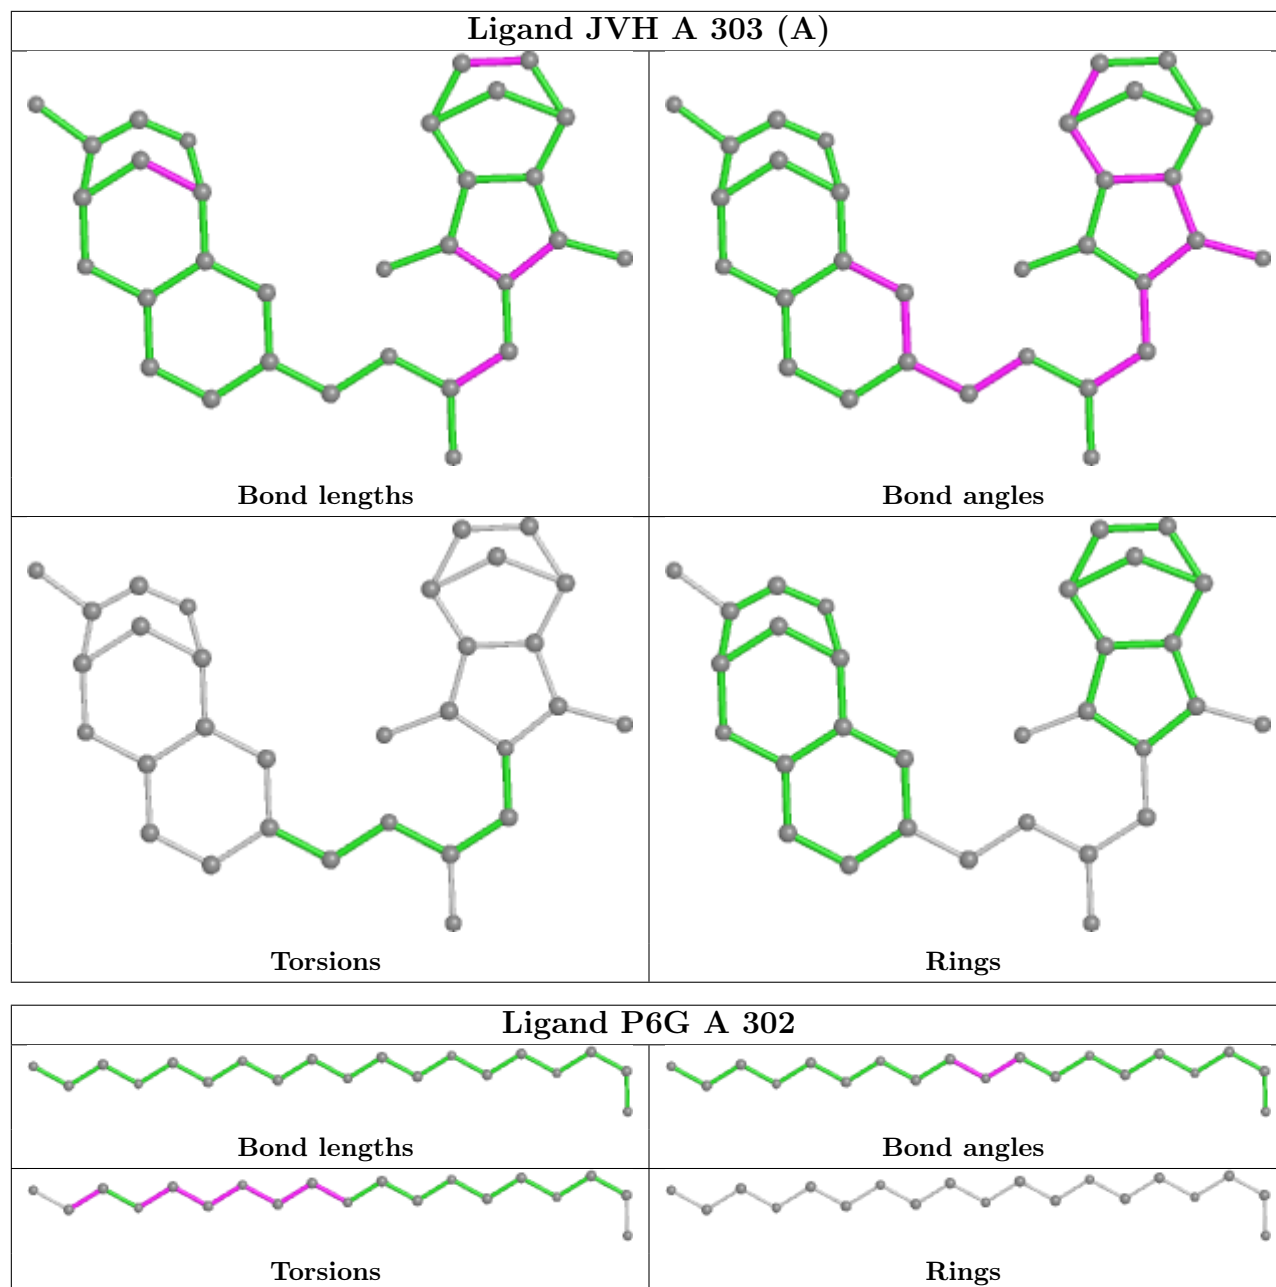 Ligand JVH A 303 (A)
Bond lengths
Bond angles
Torsions
Rings
Ligand P6G A 302
Bond lengths
Bond angles
Torsions
Rings